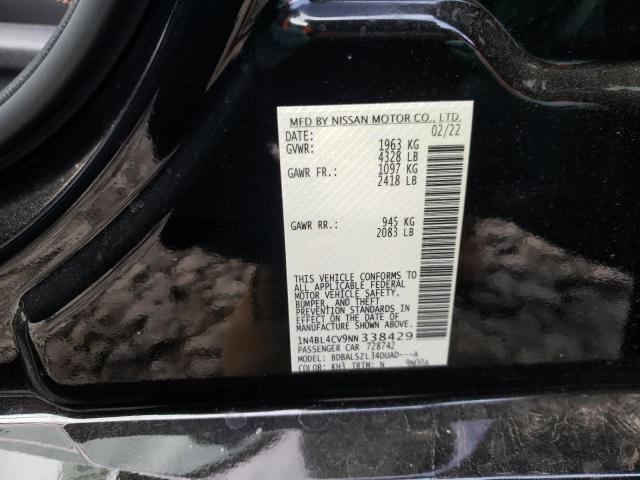 MFD BY NISSAN MOTOR CO., LTD.
DATE: 02/22
GVWR: 1963 KG
4328 LB
GAWR FR.: 1097 KG
2418 LB
GAWR RR.: 945 KG
2083 LB
THIS VEHICLE CONFORMS TO
ALL APPLICABLE FEDERAL
MOTOR VEHICLE SAFETY,
BUMPER, AND THEFT
PREVENTION STANDARDS
IN EFFECT ON THE DATE OF
MANUFACTURE SHOWN ABOVE.
1N4BL4CV9NN338429
PASSENGER CAR 728742
MODEL: BDBALSZL34DUAD---A
COLOR: KH3 TRIM: N 9N00A